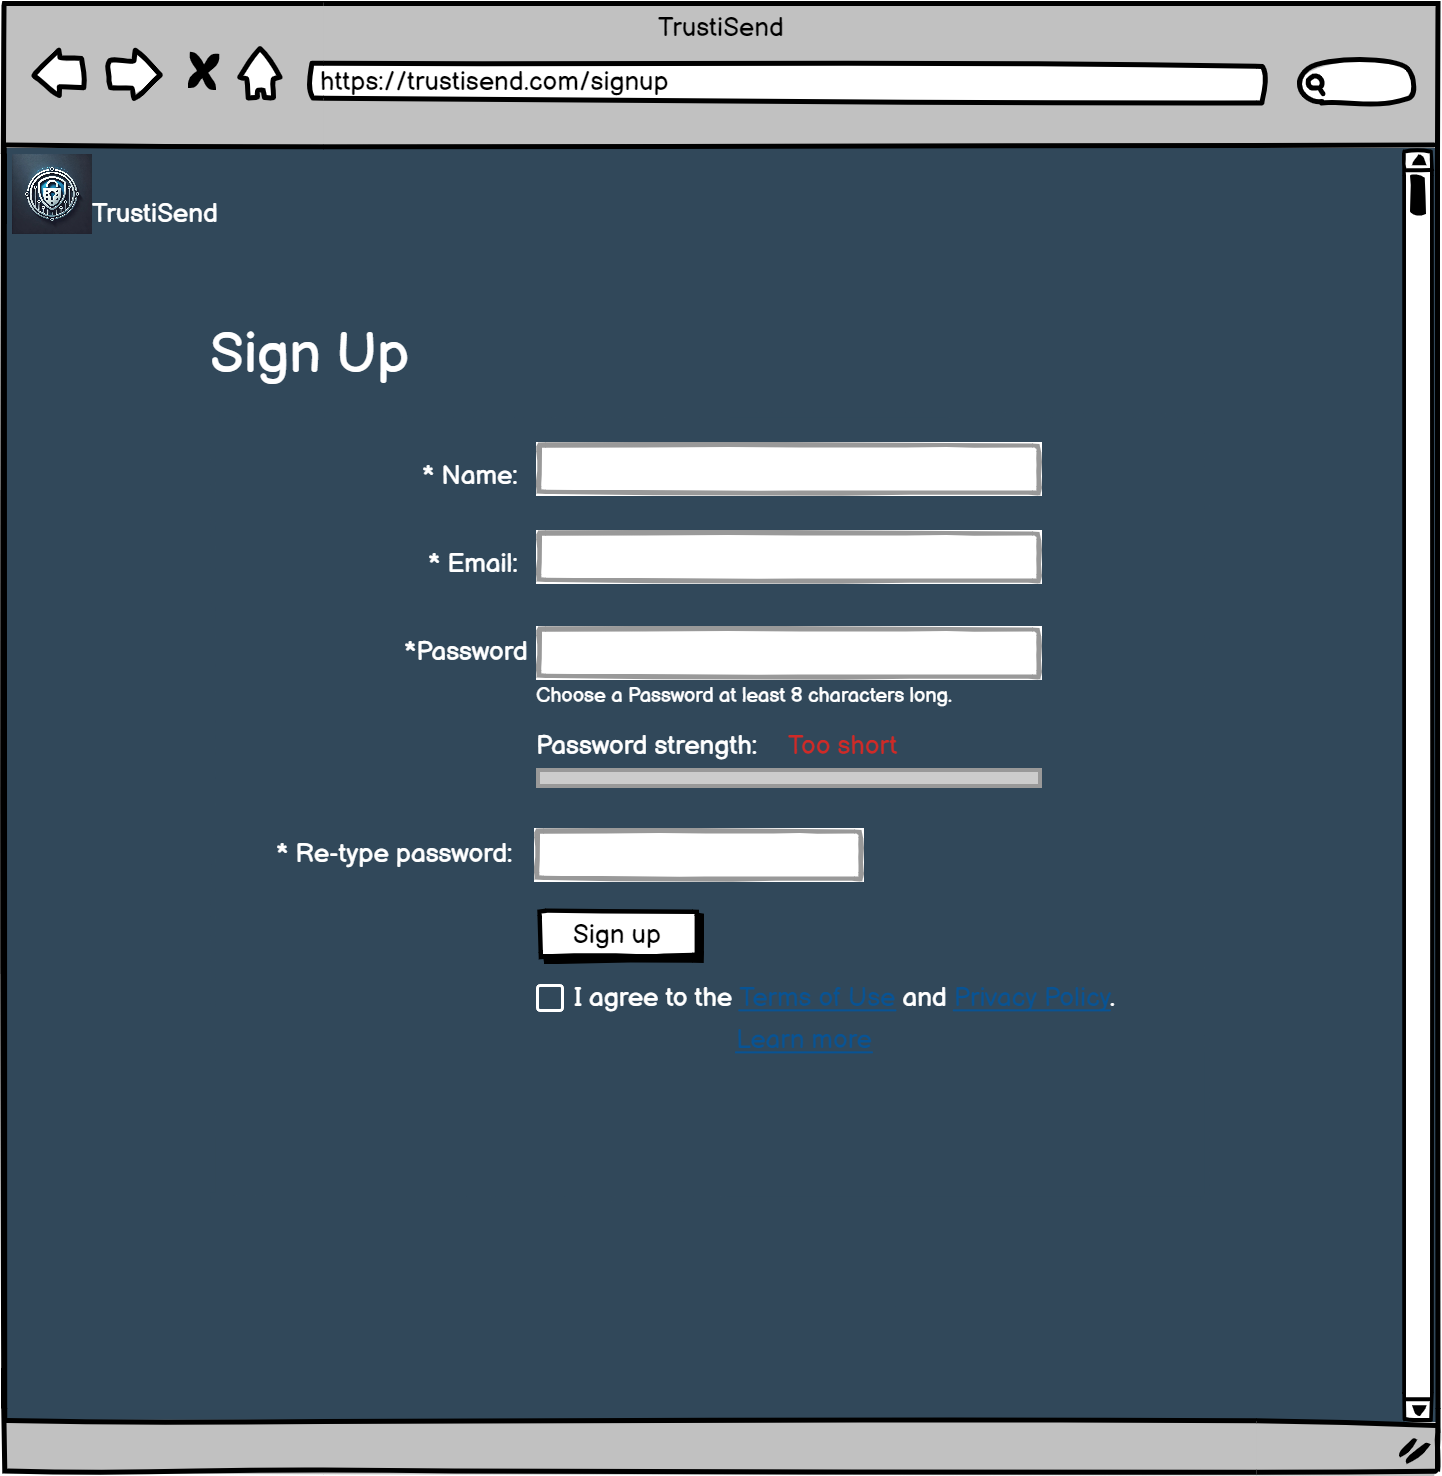 TrustiSend
https://trustisend.com/signup
TrustiSend
Sign Up
* Name:
* Email:
*Password
Choose a Password at least 8 characters long.
Password strength: Too short
* Re-type password:
Sign up
I agree to the Terms of Use and Privacy Policy.
Learn more